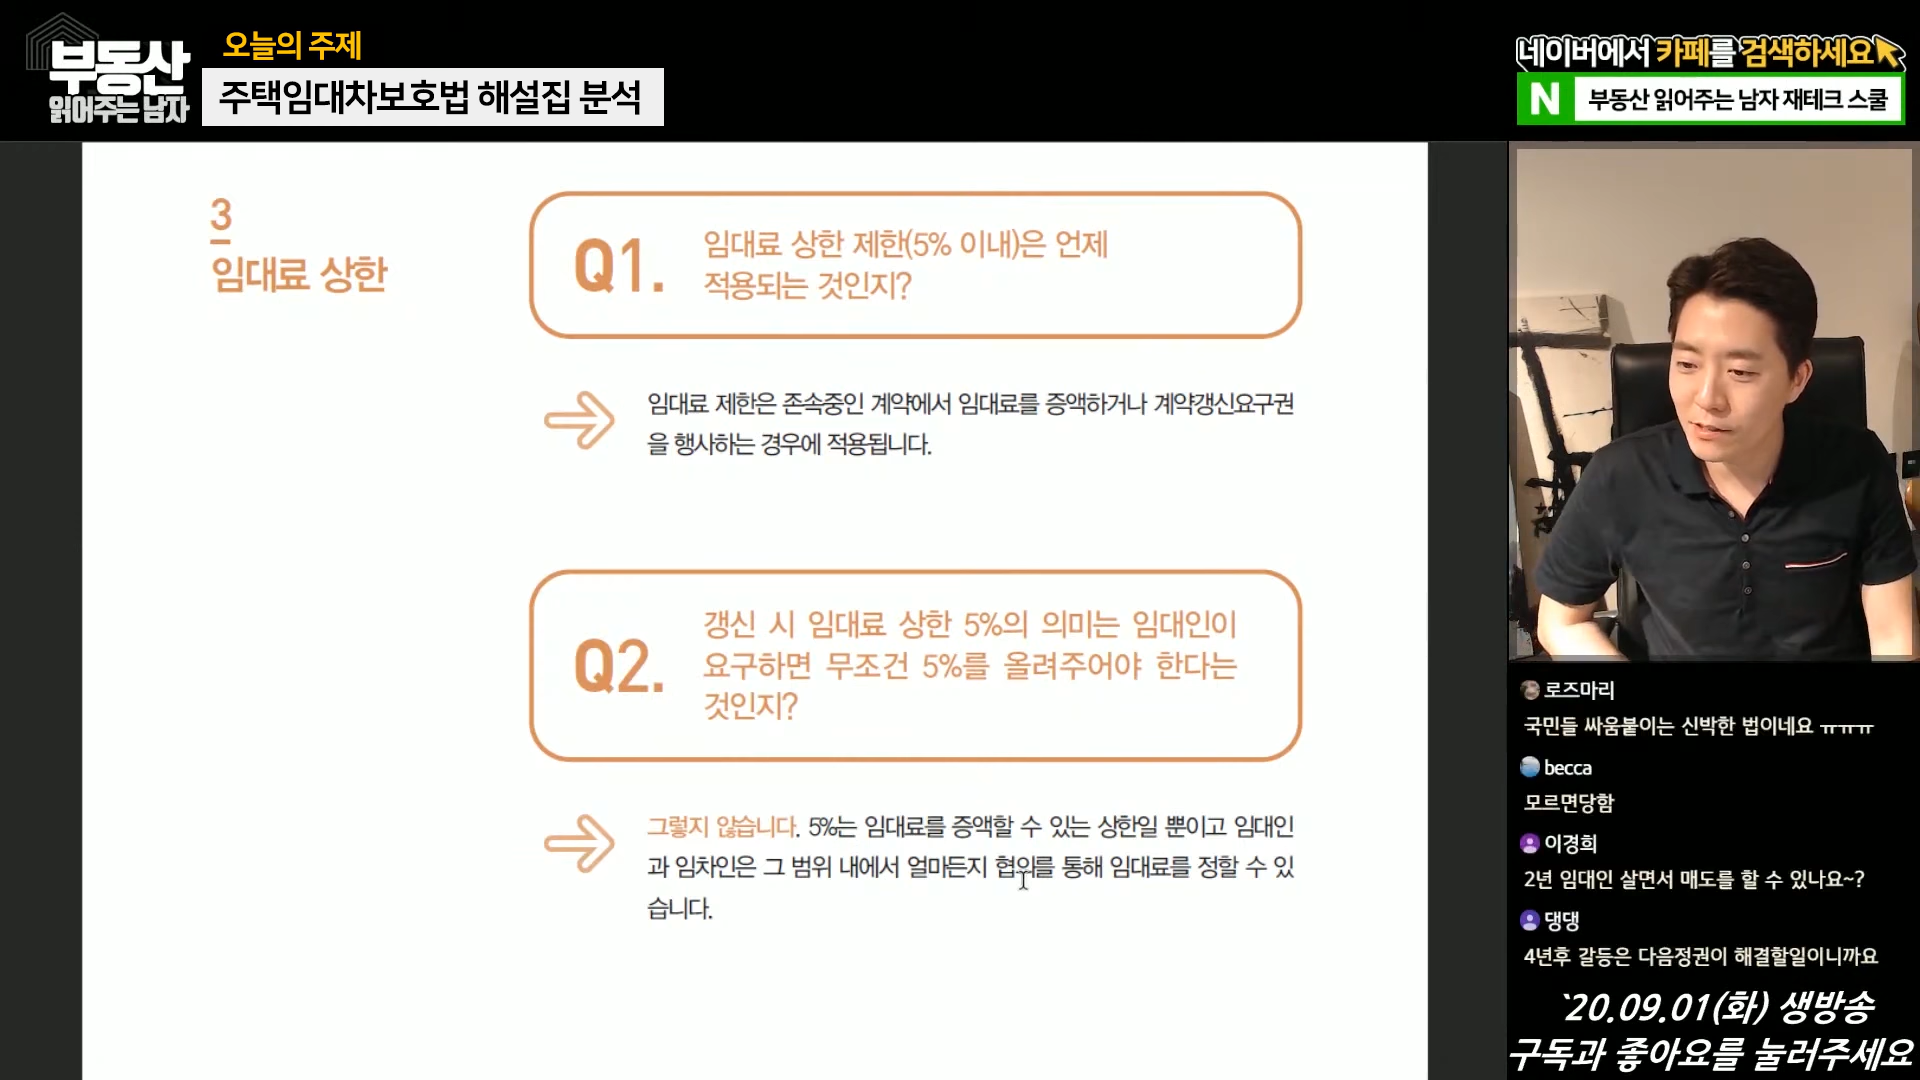 부동산
읽어주는 남자
오늘의 주제
주택임대차보호법 해설집 분석
네이버에서 카페를 검색하세요
N 부동산 읽어주는 남자 재테크 스쿨
3
임대료 상한
Q1. 임대료 상한 제한(5% 이내)은 언제
적용되는 것인지?
임대료 제한은 존속중인 계약에서 임대료를 증액하거나 계약갱신요구권
을 행사하는 경우에 적용됩니다.
Q2. 갱신 시 임대료 상한 5%의 의미는 임대인이
요구하면 무조건 5%를 올려주어야 한다는
것인지?
그렇지 않습니다. 5%는 임대료를 증액할 수 있는 상한일 뿐이고 임대인
과 임차인은 그 범위 내에서 얼마든지 협의를 통해 임대료를 정할 수 있
습니다.
로즈마리
국민들 싸움붙이는 신박한 법이네요 ㅠㅠㅠ
becca
모르면당함
이경희
2년 임대인 살면서 매도를 할 수 있나요~?
댕댕
4년후 갈등은 다음정권이 해결할일이니까요
`20.09.01(화) 생방송
구독과 좋아요를 눌러주세요